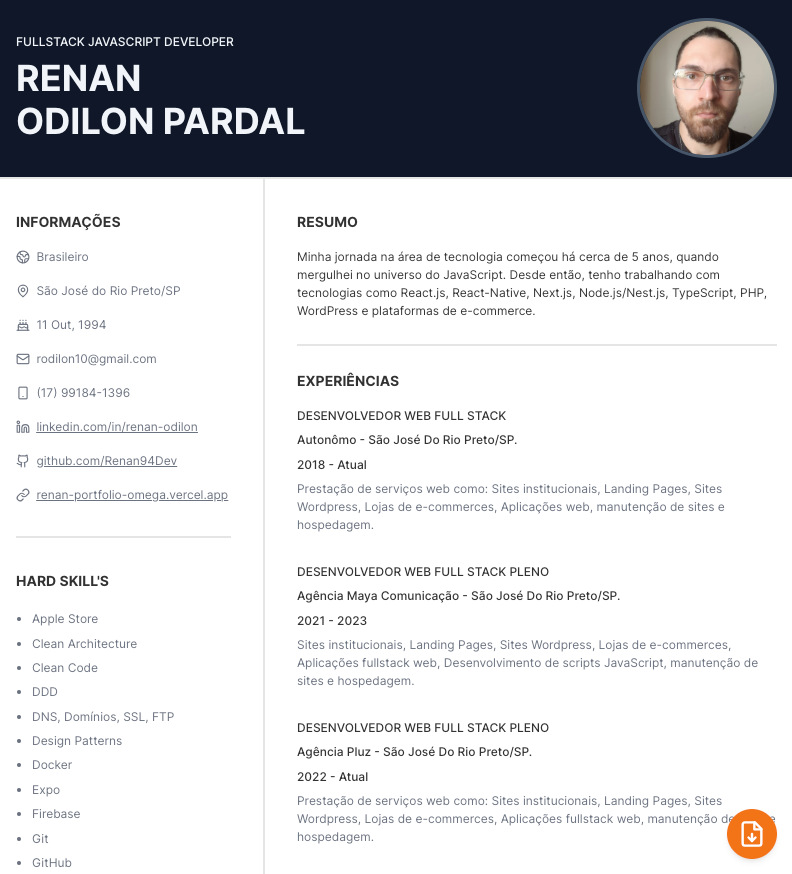 FULLSTACK JAVASCRIPT DEVELOPER
RENAN
ODILON PARDAL
INFORMAÇÕES
Brasileiro
São José do Rio Preto/SP
11 Out, 1994
rodilon10@gmail.com
(17) 99184-1396
linkedin.com/in/renan-odilon
github.com/Renan94Dev
renan-portfolio-omega.vercel.app
HARD SKILL'S
Apple Store
Clean Architecture
Clean Code
DDD
DNS, Domínios, SSL, FTP
Design Patterns
Docker
Expo
Firebase
Git
GitHub
RESUMO
Minha jornada na área de tecnologia começou há cerca de 5 anos, quando
mergulhei no universo do JavaScript. Desde então, tenho trabalhando com
tecnologias como React.js, React-Native, Next.js, Node.js/Nest.js, TypeScript, PHP,
WordPress e plataformas de e-commerce.
EXPERIÊNCIAS
DESENVOLVEDOR WEB FULL STACK
Autonômo - São José Do Rio Preto/SP.
2018 - Atual
Prestação de serviços web como: Sites institucionais, Landing Pages, Sites
Wordpress, Lojas de e-commerces, Aplicações web, manutenção de sites e
hospedagem.
DESENVOLVEDOR WEB FULL STACK PLENO
Agência Maya Comunicação - São José Do Rio Preto/SP.
2021 - 2023
Sites institucionais, Landing Pages, Sites Wordpress, Lojas de e-commerces,
Aplicações fullstack web, Desenvolvimento de scripts JavaScript, manutenção de
sites e hospedagem.
DESENVOLVEDOR WEB FULL STACK PLENO
Agência Pluz - São José Do Rio Preto/SP.
2022 - Atual
Prestação de serviços web como: Sites institucionais, Landing Pages, Sites
Wordpress, Lojas de e-commerces, Aplicações fullstack web, manutenção de
hospedagem.